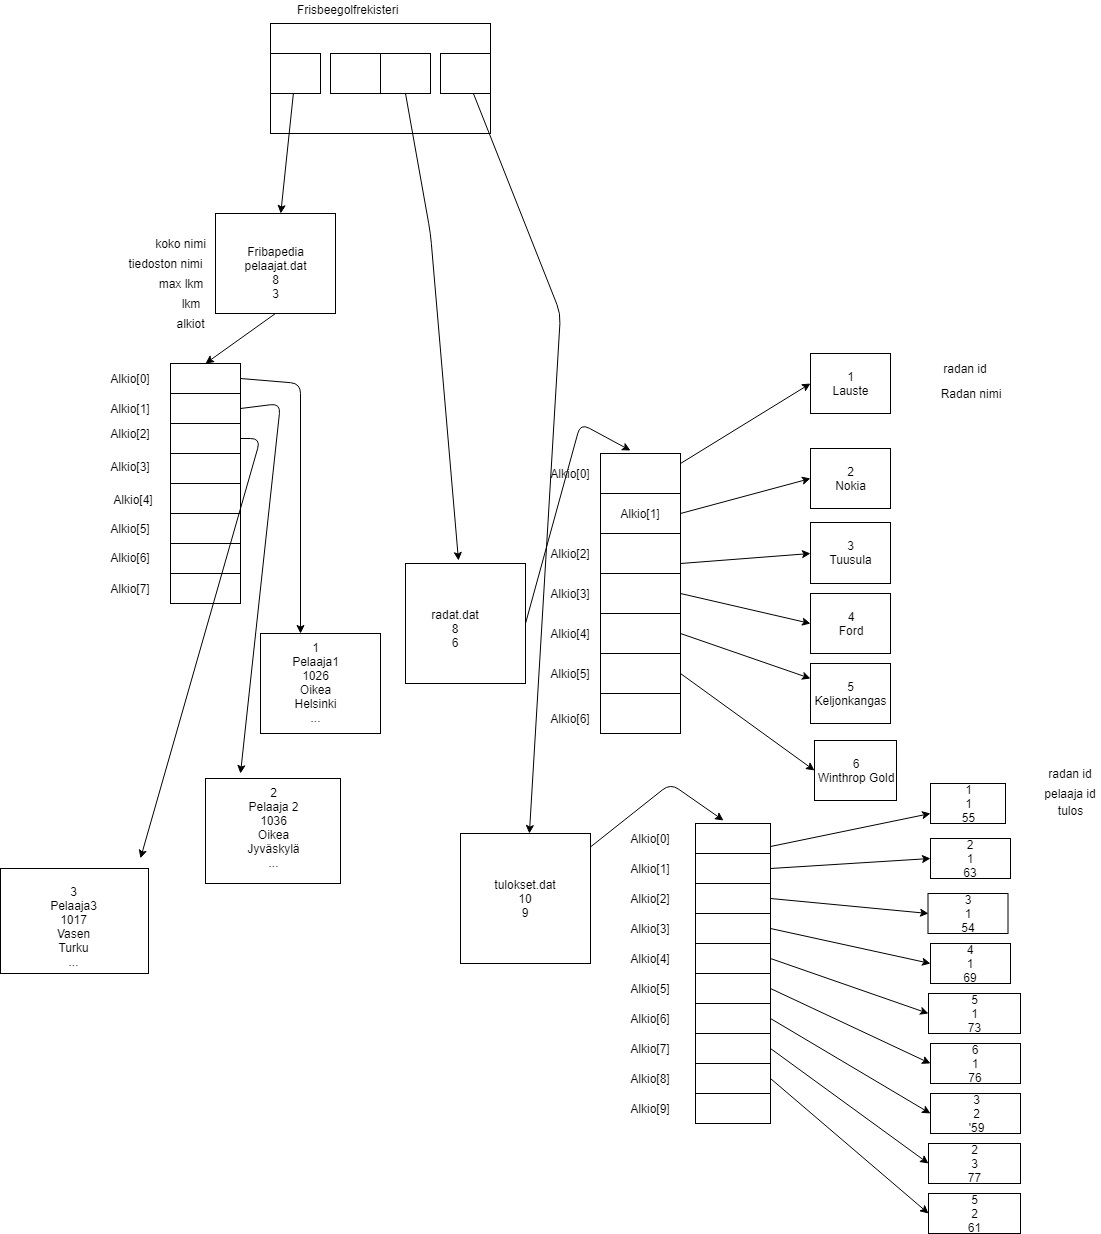 Frisbeegolfrekisteri
koko nimi
tiedoston nimi
max lkm
lkm
alkiot
Fribapedia
pelaajat.dat
8
3
Alkio[0]
Alkio[1]
Alkio[2]
Alkio[3]
Alkio[4]
Alkio[5]
Alkio[6]
Alkio[7]
1
Pelaaja1
1026
Oikea
Helsinki
...
2
Pelaaja 2
1036
Oikea
Jyväskylä
...
3
Pelaaja3
1017
Vasen
Turku
...
radat.dat
8
6
Alkio[0]
Alkio[1]
Alkio[2]
Alkio[3]
Alkio[4]
Alkio[5]
Alkio[6]
radan id
Radan nimi
1
Lauste
2
Nokia
3
Tuusula
4
Ford
5
Keljonkangas
6
Winthrop Gold
tulokset.dat
10
9
Alkio[0]
Alkio[1]
Alkio[2]
Alkio[3]
Alkio[4]
Alkio[5]
Alkio[6]
Alkio[7]
Alkio[8]
Alkio[9]
radan id
pelaaja id
tulos
1
1
55
2
1
63
3
1
54
4
1
69
5
1
73
6
1
76
3
2
'59
2
3
77
5
2
61